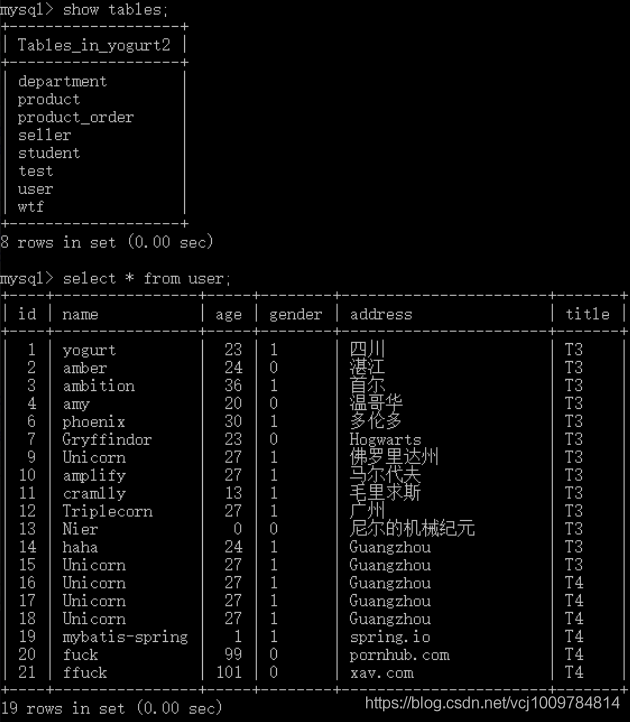 mysql> show tables;
+-------------------+
| Tables_in_yogurt2 |
+-------------------+
| department        |
| product           |
| product_order     |
| seller            |
| student           |
| test              |
| user              |
| wtf               |
+-------------------+
8 rows in set (0.00 sec)
mysql> select * from user;
+----+----------------+-----+--------+----------------------+-------+
| id | name           | age | gender | address              | title |
+----+----------------+-----+--------+----------------------+-------+
| 1 | yogurt | 23 | 1 | 四川 | T3 |
| 2 | amber | 24 | 0 | 湛江 | T3 |
| 3 | ambition | 36 | 1 | 首尔 | T3 |
| 4 | amy | 20 | 0 | 温哥华 | T3 |
| 6 | phoenix | 30 | 1 | 多伦多 | T3 |
| 7 | Gryffindor | 23 | 0 | Hogwarts | T3 |
| 9 | Unicorn | 27 | 1 | 佛罗里达州 | T3 |
| 10 | amplify | 27 | 1 | 马尔代夫 | T3 |
| 11 | cramlly | 13 | 1 | 毛里求斯 | T3 |
| 12 | Triplecorn | 27 | 1 | 广州 | T3 |
| 13 | Nier | 0 | 0 | 尼尔的机械纪元 | T3 |
| 14 | haha | 24 | 1 | Guangzhou | T3 |
| 15 | Unicorn | 27 | 1 | Guangzhou | T3 |
| 16 | Unicorn | 27 | 1 | Guangzhou | T4 |
| 17 | Unicorn | 27 | 1 | Guangzhou | T4 |
| 18 | Unicorn | 27 | 1 | Guangzhou | T4 |
| 19 | mybatis-spring | 1 | 1 | spring.io | T4 |
| 20 | fuck | 99 | 0 | pornhub.com | T4 |
| 21 | ffuck | 101 | 0 | xav.com | T4 |
+----+----------------+-----+--------+----------------------+-------+
19 rows in set (0.00 sec)
https://blog.csdn.net/vcj1009784814